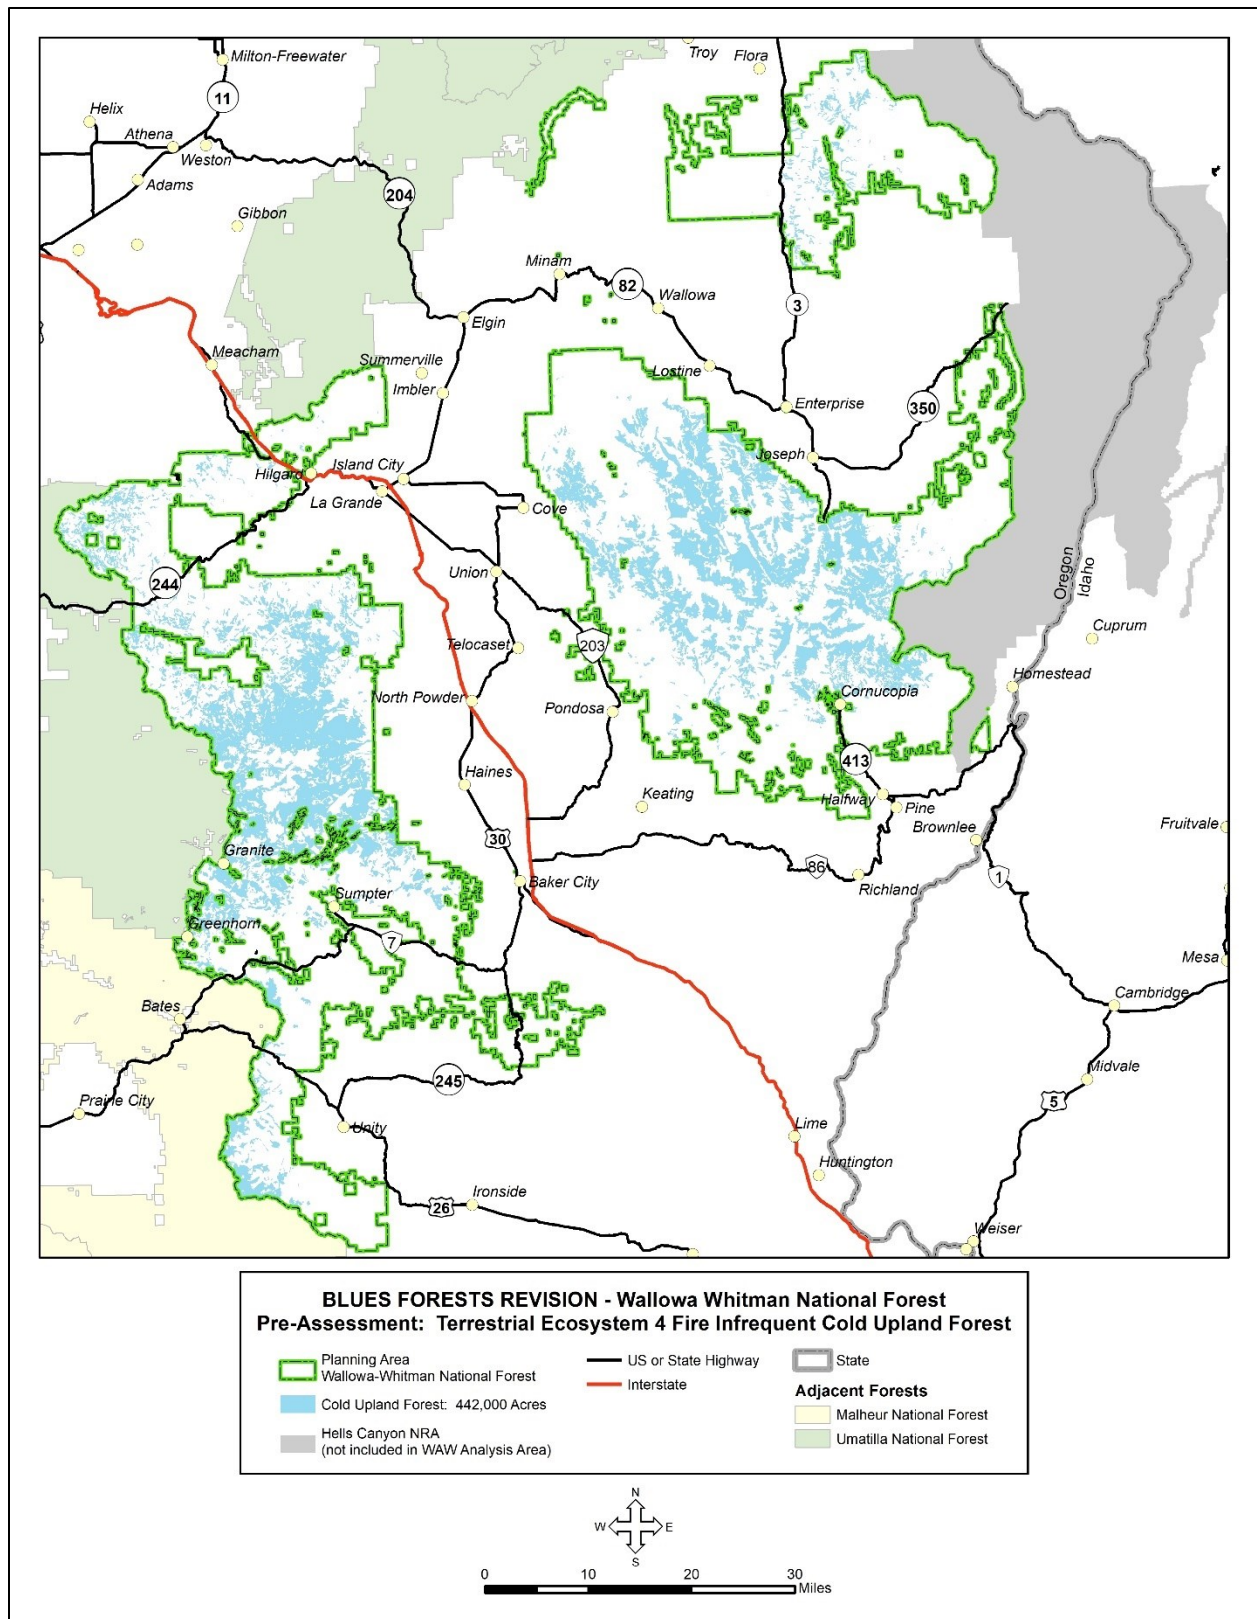 Troy
Flora
Milton-Freewater
11
Helix
Athena
Weston
Adams
204
Gibbon
Minam
82
Wallowa
3
Elgin
Meacham
Summerville
Imbler
Lostine
Enterprise
350
Joseph
Hilgard
Island City
La Grande
Cove
244
Union
Oregon
Idaho
Telocaset
203
Cuprum
Homestead
North Powder
Pondosa
Cornucopia
413
Haines
Keating
Halfway
Pine
Brownlee
Fruitvale
30
Granite
86
Richland
1
Baker City
Sumpter
Greenhorn
7
Mesa
Bates
Cambridge
245
Midvale
5
Prairie City
Unity
Lime
Huntington
Ironside
26
Weiser
BLUES FORESTS REVISION - Wallowa Whitman National Forest
Pre-Assessment: Terrestrial Ecosystem 4 Fire Infrequent Cold Upland Forest
Planning Area
Wallowa-Whitman National Forest
Cold Upland Forest: 442,000 Acres
Hells Canyon NRA
(not included in WAW Analysis Area)
US or State Highway
Interstate
State
Adjacent Forests
Malheur National Forest
Umatilla National Forest
N
W
E
S
0 10 20 30
Miles